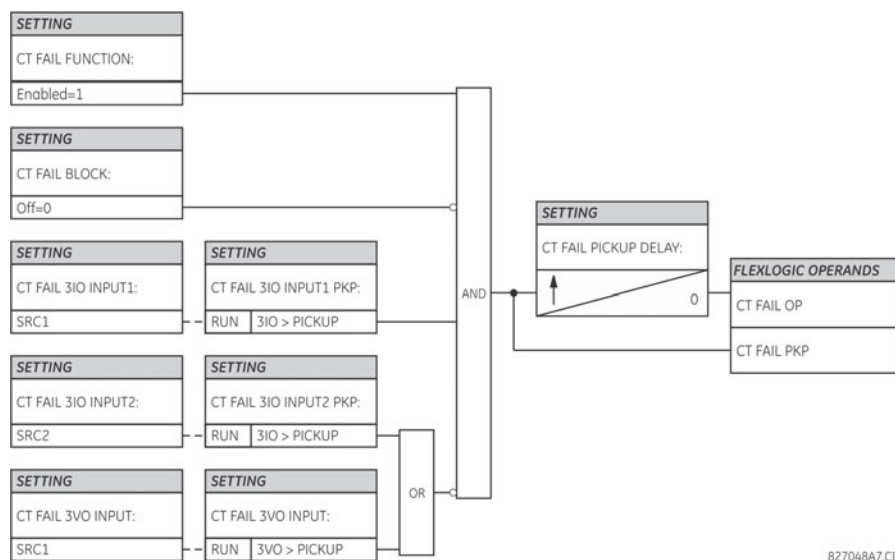 SETTING
CT FAIL FUNCTION:
Enabled=1
SETTING
CT FAIL BLOCK:
Off=0
SETTING
CT FAIL 3IO INPUT1:
SRC1
SETTING
CT FAIL 3IO INPUT1 PKP:
RUN 3IO > PICKUP
SETTING
CT FAIL 3IO INPUT2:
SRC2
SETTING
CT FAIL 3IO INPUT2 PKP:
RUN 3IO > PICKUP
SETTING
CT FAIL 3VO INPUT:
SRC1
SETTING
CT FAIL 3VO INPUT:
RUN 3VO > PICKUP
OR
AND
SETTING
CT FAIL PICKUP DELAY:
0
FLEXLOGIC OPERANDS
CT FAIL OP
CT FAIL PKP